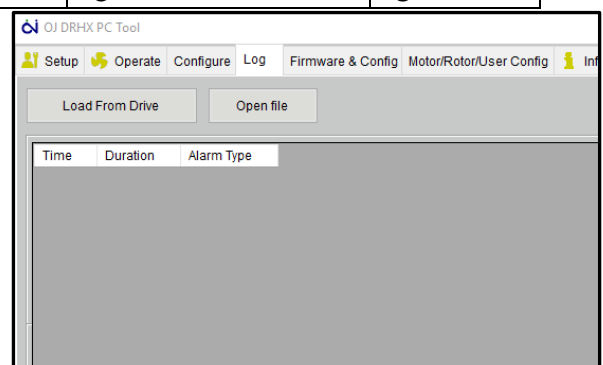 OJ DRHX PC Tool
Setup Operate Configure Log Firmware & Config Motor/Rotor/User Config
Load From Drive Open file
Time Duration Alarm Type